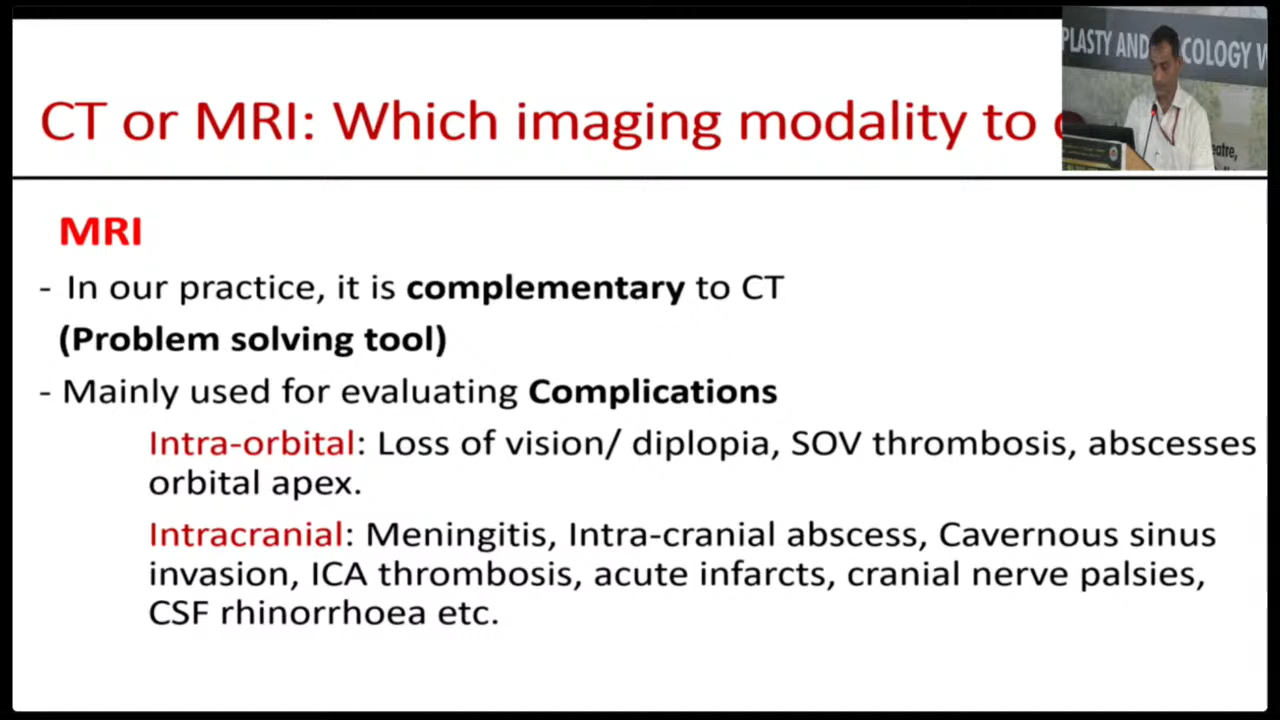 PLASTY AND
COLOGY W
CT or MRI: Which imaging modality to
eatre,
MRI
- In our practice, it is complementary to CT
(Problem solving tool)
- Mainly used for evaluating Complications
Intra-orbital: Loss of vision/ diplopia, SOV thrombosis, abscesses
orbital apex.
Intracranial: Meningitis, Intra-cranial abscess, Cavernous sinus
invasion, ICA thrombosis, acute infarcts, cranial nerve palsies,
CSF rhinorrhoea etc.